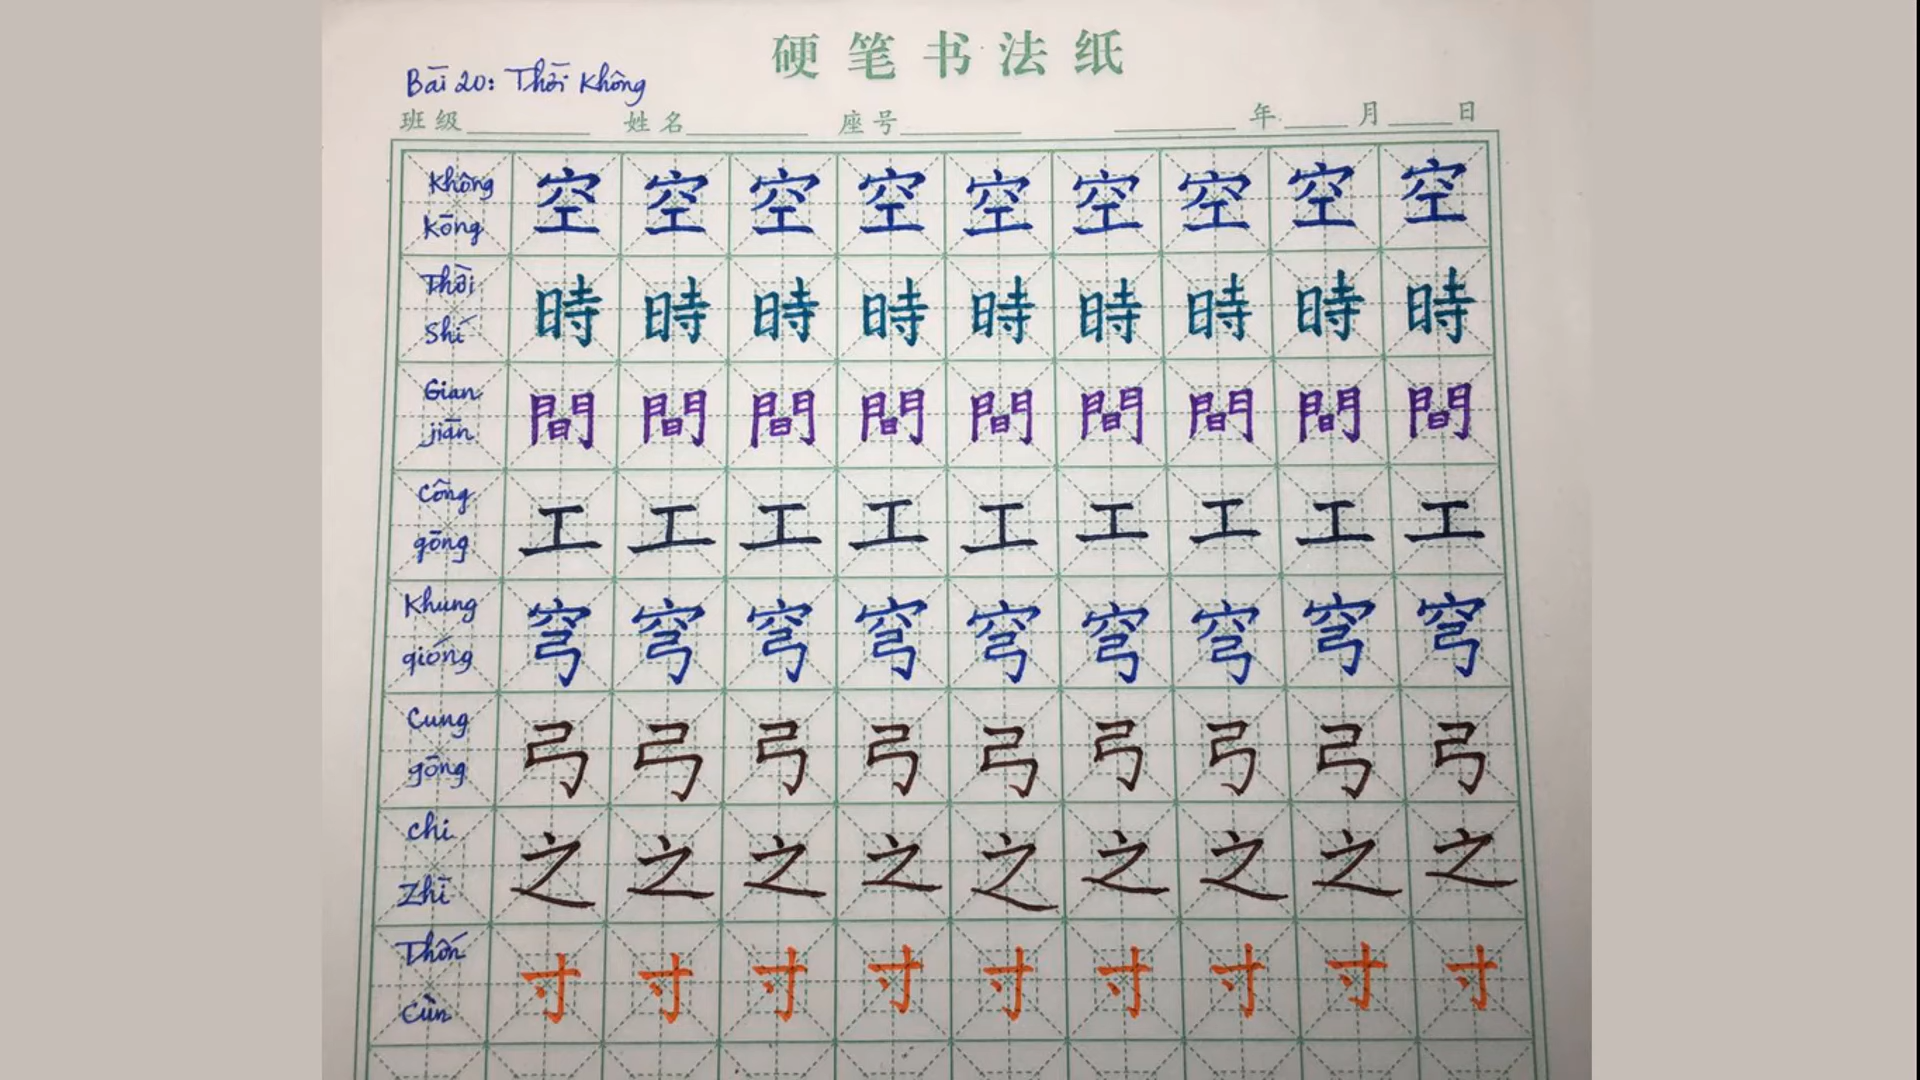 硬笔书法纸
Bài 20: Thời Không
班级 姓名 座号 年 月 日
Không kōng 空 空 空 空 空 空 空 空 空
Thời Shí 時 時 時 時 時 時 時 時 時
Gian jiān 間 間 間 間 間 間 間 間 間
Công gōng 工 工 工 工 工 工 工 工 工
Khung qióng 穹 穹 穹 穹 穹 穹 穹 穹 穹
Cung gōng 弓 弓 弓 弓 弓 弓 弓 弓 弓
chi Zhī 之 之 之 之 之 之 之 之 之
Thốn Cùn 寸 寸 寸 寸 寸 寸 寸 寸 寸